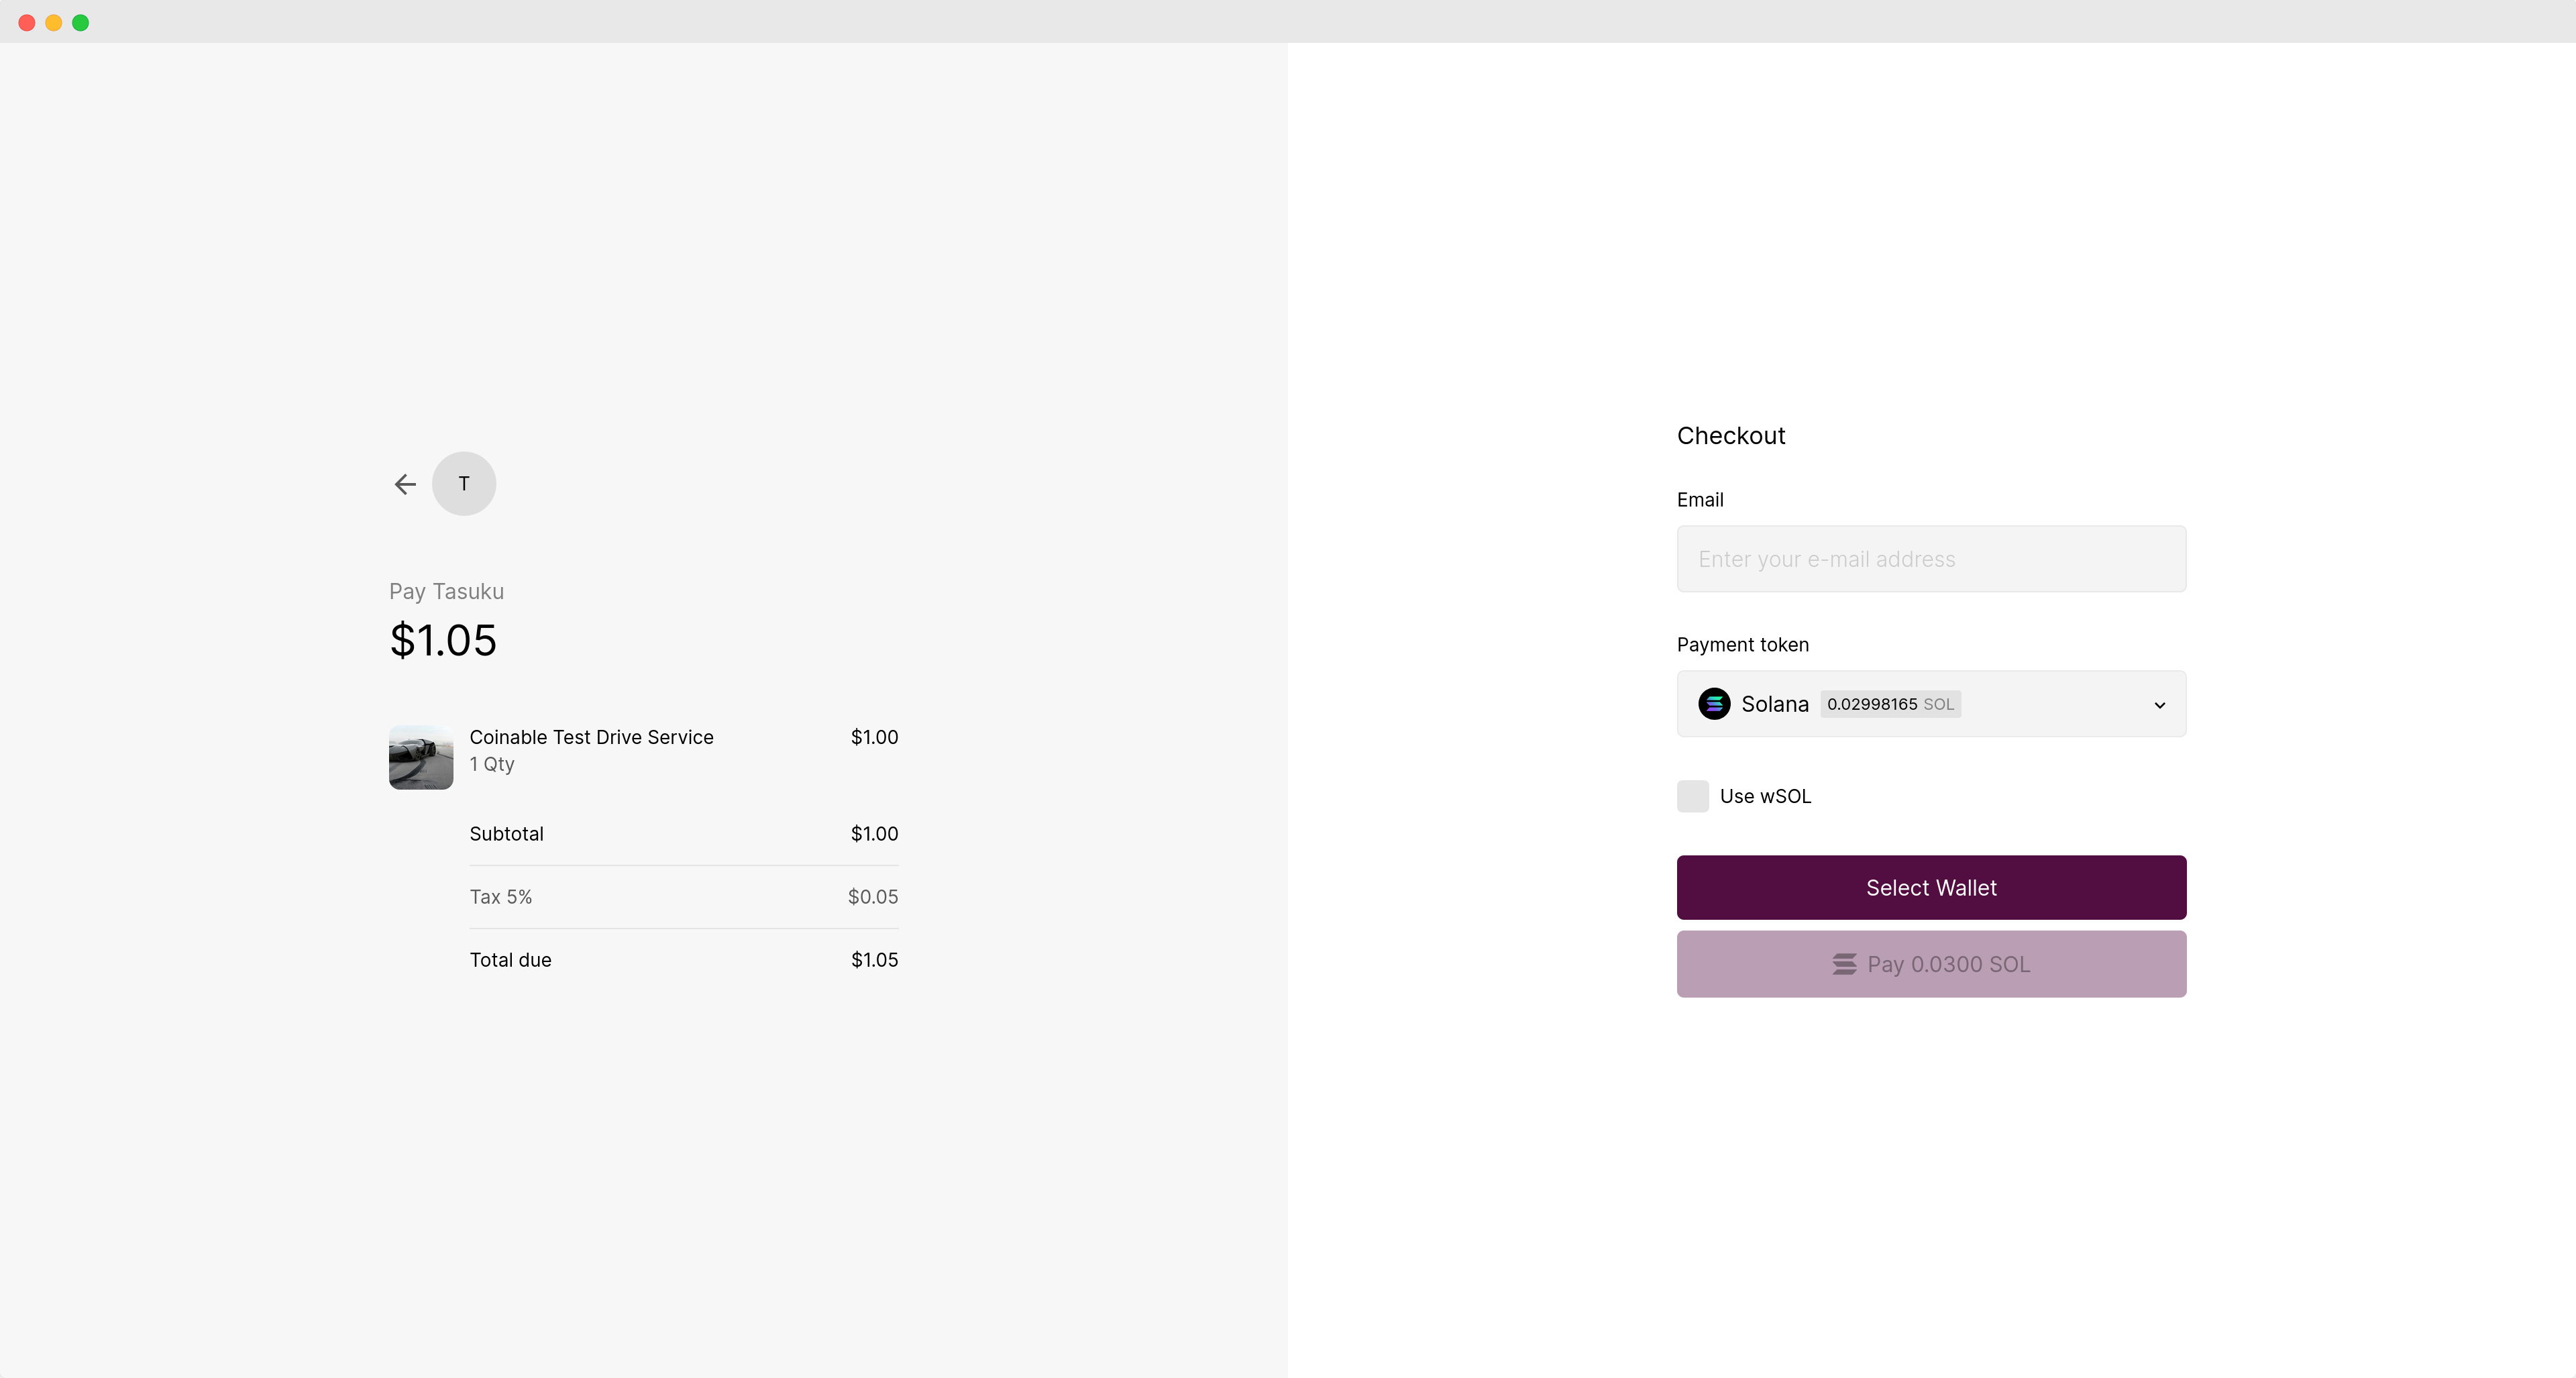 T
Pay Tasuku
$1.05
Coinable Test Drive Service $1.00
1 Qty
Subtotal $1.00
Tax 5% $0.05
Total due $1.05
Checkout
Email
Enter your e-mail address
Payment token
Solana 0.02998165 SOL
Use wSOL
Select Wallet
Pay 0.0300 SOL